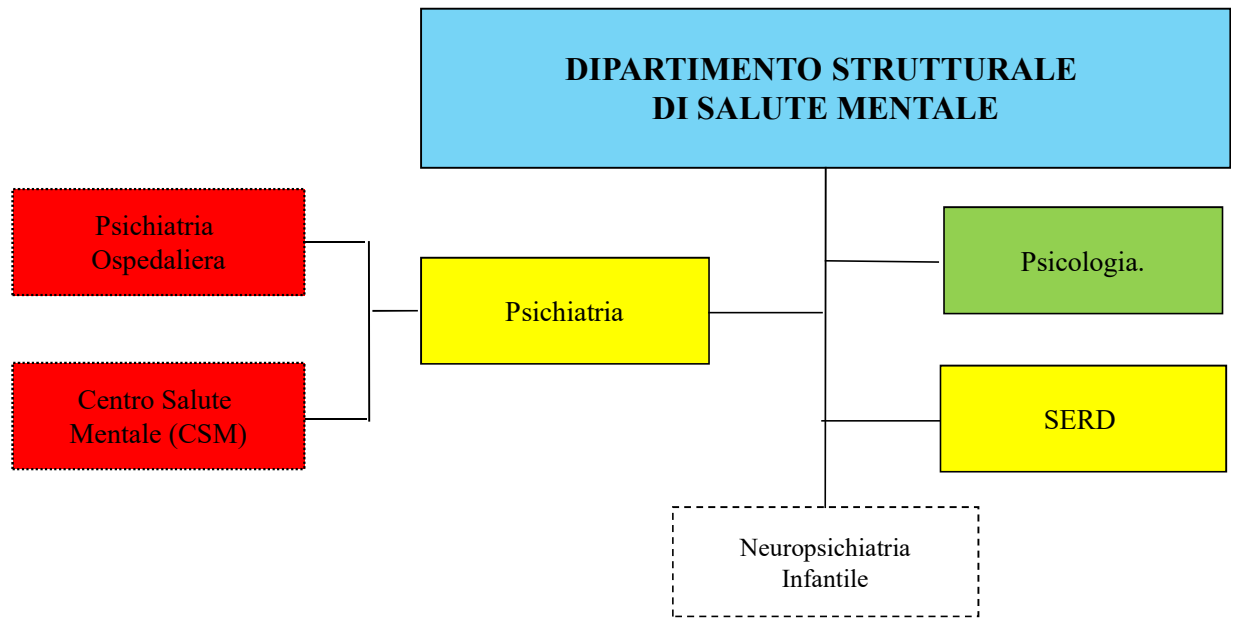 DIPARTIMENTO STRUTTURALE
DI SALUTE MENTALE
Psichiatria
Ospedaliera
Psicologia.
Psichiatria
Centro Salute
Mentale (CSM)
SERD
Neuropsichiatria
Infantile